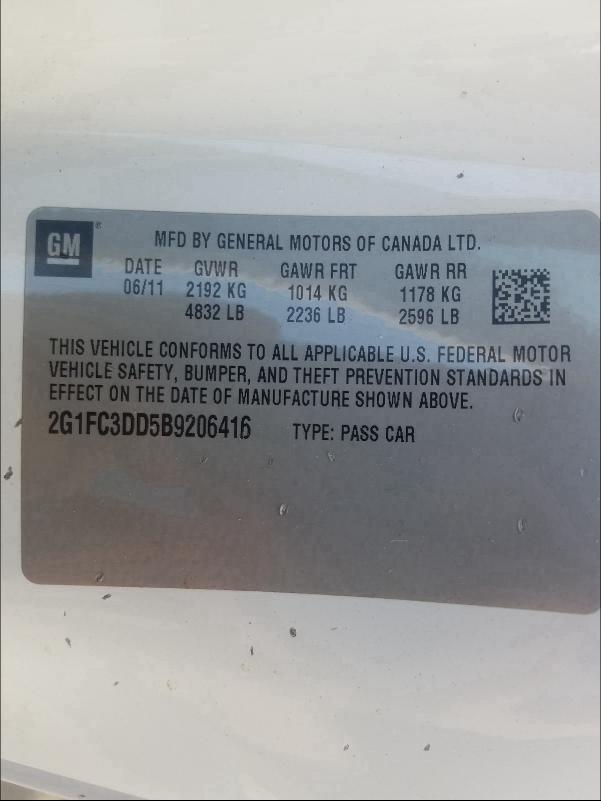 GM ®
MFD BY GENERAL MOTORS OF CANADA LTD.
DATE GVWR GAWR FRT GAWR RR
06/11 2192 KG 1014 KG 1178 KG
4832 LB 2236 LB 2596 LB
THIS VEHICLE CONFORMS TO ALL APPLICABLE U.S. FEDERAL MOTOR
VEHICLE SAFETY, BUMPER, AND THEFT PREVENTION STANDARDS IN
EFFECT ON THE DATE OF MANUFACTURE SHOWN ABOVE.
2G1FC3DD5B9206416 TYPE: PASS CAR